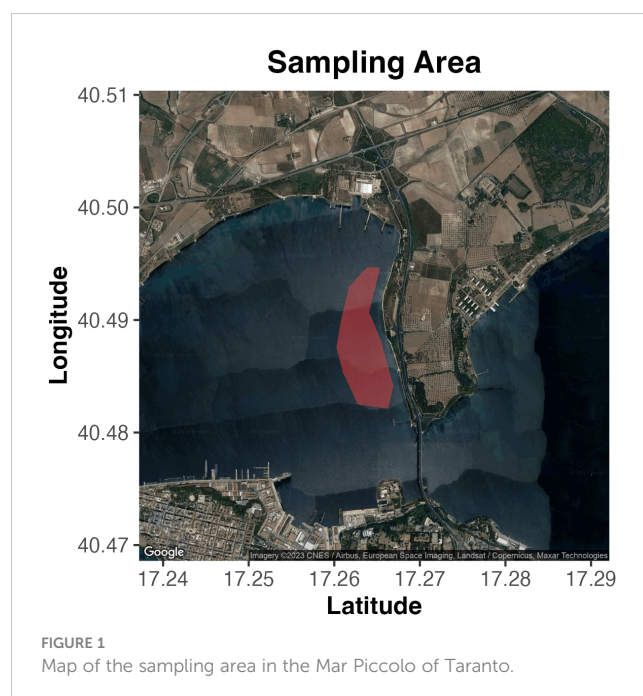 Sampling Area
40.51
40.50
40.49
40.48
40.47
Longitude
Google
Imagery ©2023 CNES / Airbus, European Space Imaging, Landsat / Copernicus, Maxar Technologies
17.24 17.25 17.26 17.27 17.28 17.29
Latitude
FIGURE 1
Map of the sampling area in the Mar Piccolo of Taranto.